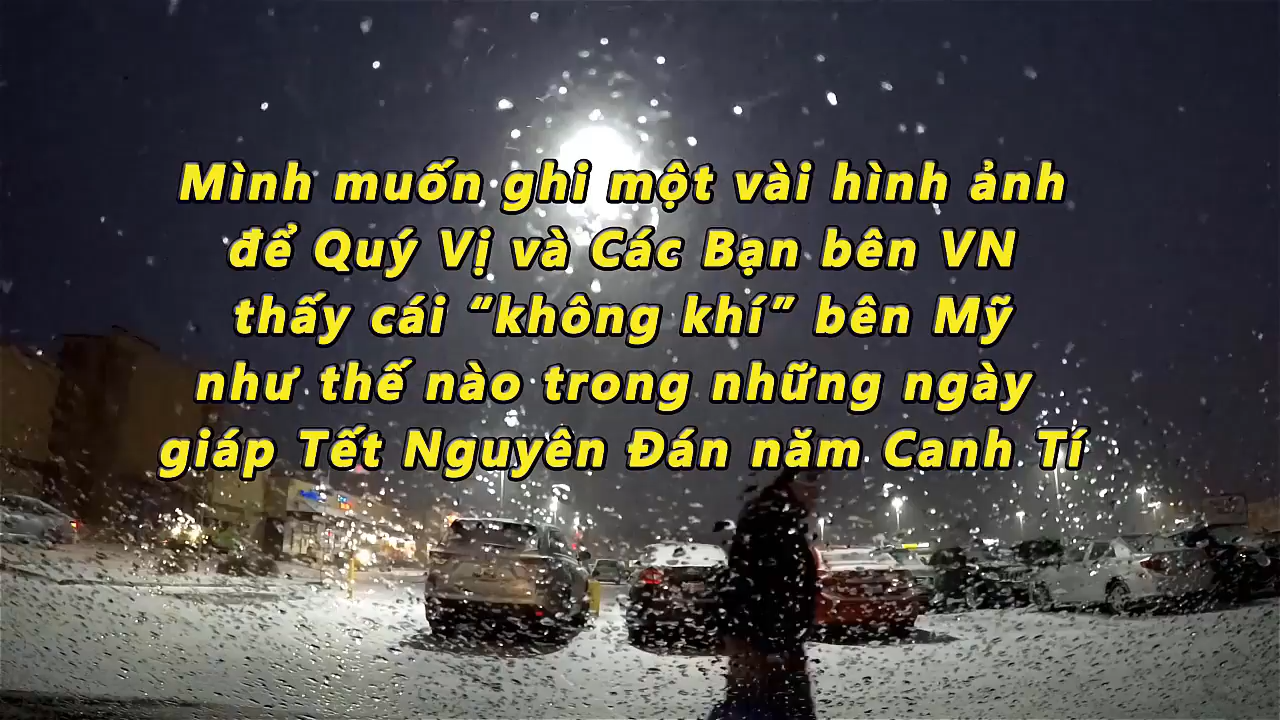 Mình muốn ghi một vài hình ảnh
để Quý Vị và Các Bạn bên VN
thấy cái “không khí” bên Mỹ
như thế nào trong những ngày
giáp Tết Nguyên Đán năm Canh Tí